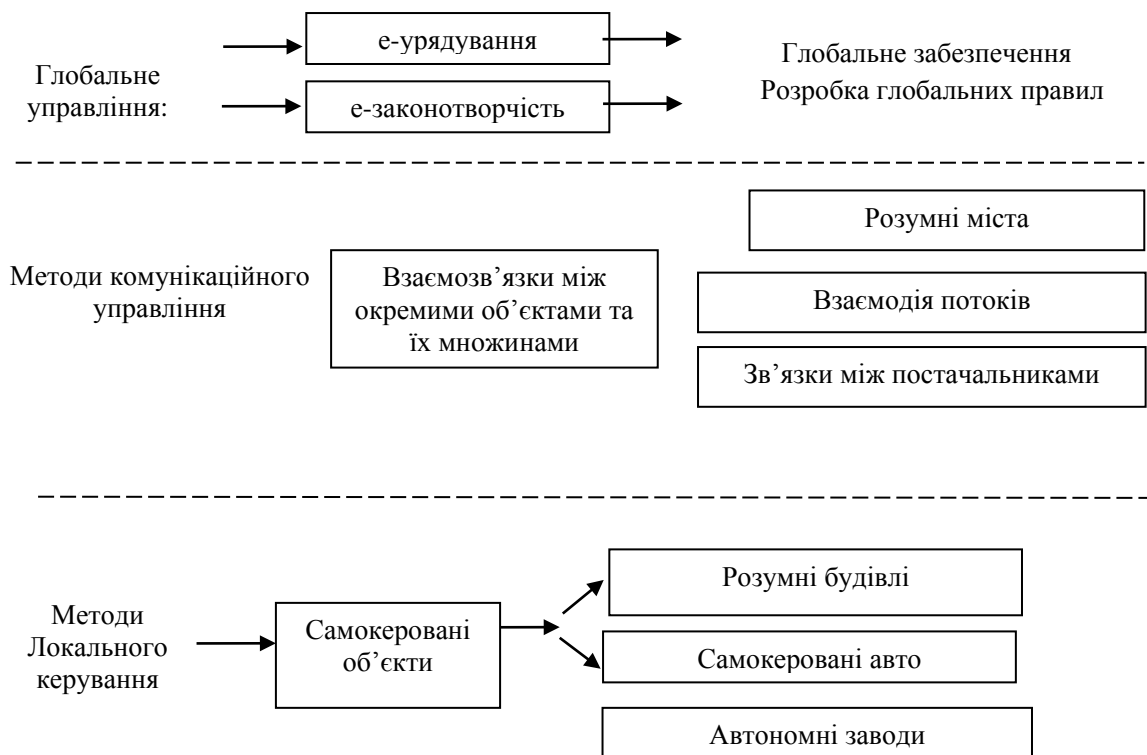 Глобальне
управління:
е-урядування
е-законотворчість
Глобальне забезпечення
Розробка глобальних правил
Методи комунікаційного
управління
Взаємозв’язки між
окремими об’єктами та
їх множинами
Розумні міста
Взаємодія потоків
Зв’язки між постачальниками
Методи
Локального
керування
Самокеровані
об’єкти
Розумні будівлі
Самокеровані авто
Автономні заводи